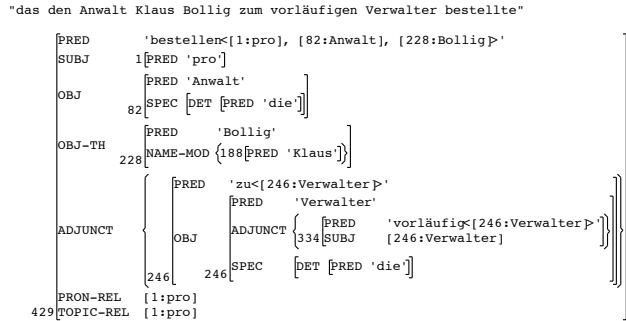 "das den Anwalt Klaus Bollig zum vorläufigen Verwalter bestellte"
PRED 'bestellen<[1:pro], [82:Anwalt], [228:Bollig]>'
SUBJ 1[PRED 'pro']
PRED 'Anwalt'
OBJ
82 SPEC [DET [PRED 'die']]
PRED 'Bollig'
OBJ-TH
228 NAME-MOD {188[PRED 'Klaus']}
PRED 'zu<[246:Verwalter]>'
PRED 'Verwalter'
PRED 'vorläufig<[246:Verwalter]>'
ADJUNCT OBJ ADJUNCT 334 SUBJ [246:Verwalter]
246 246 SPEC [DET [PRED 'die']]
PRON-REL [1:pro]
429 TOPIC-REL [1:pro]